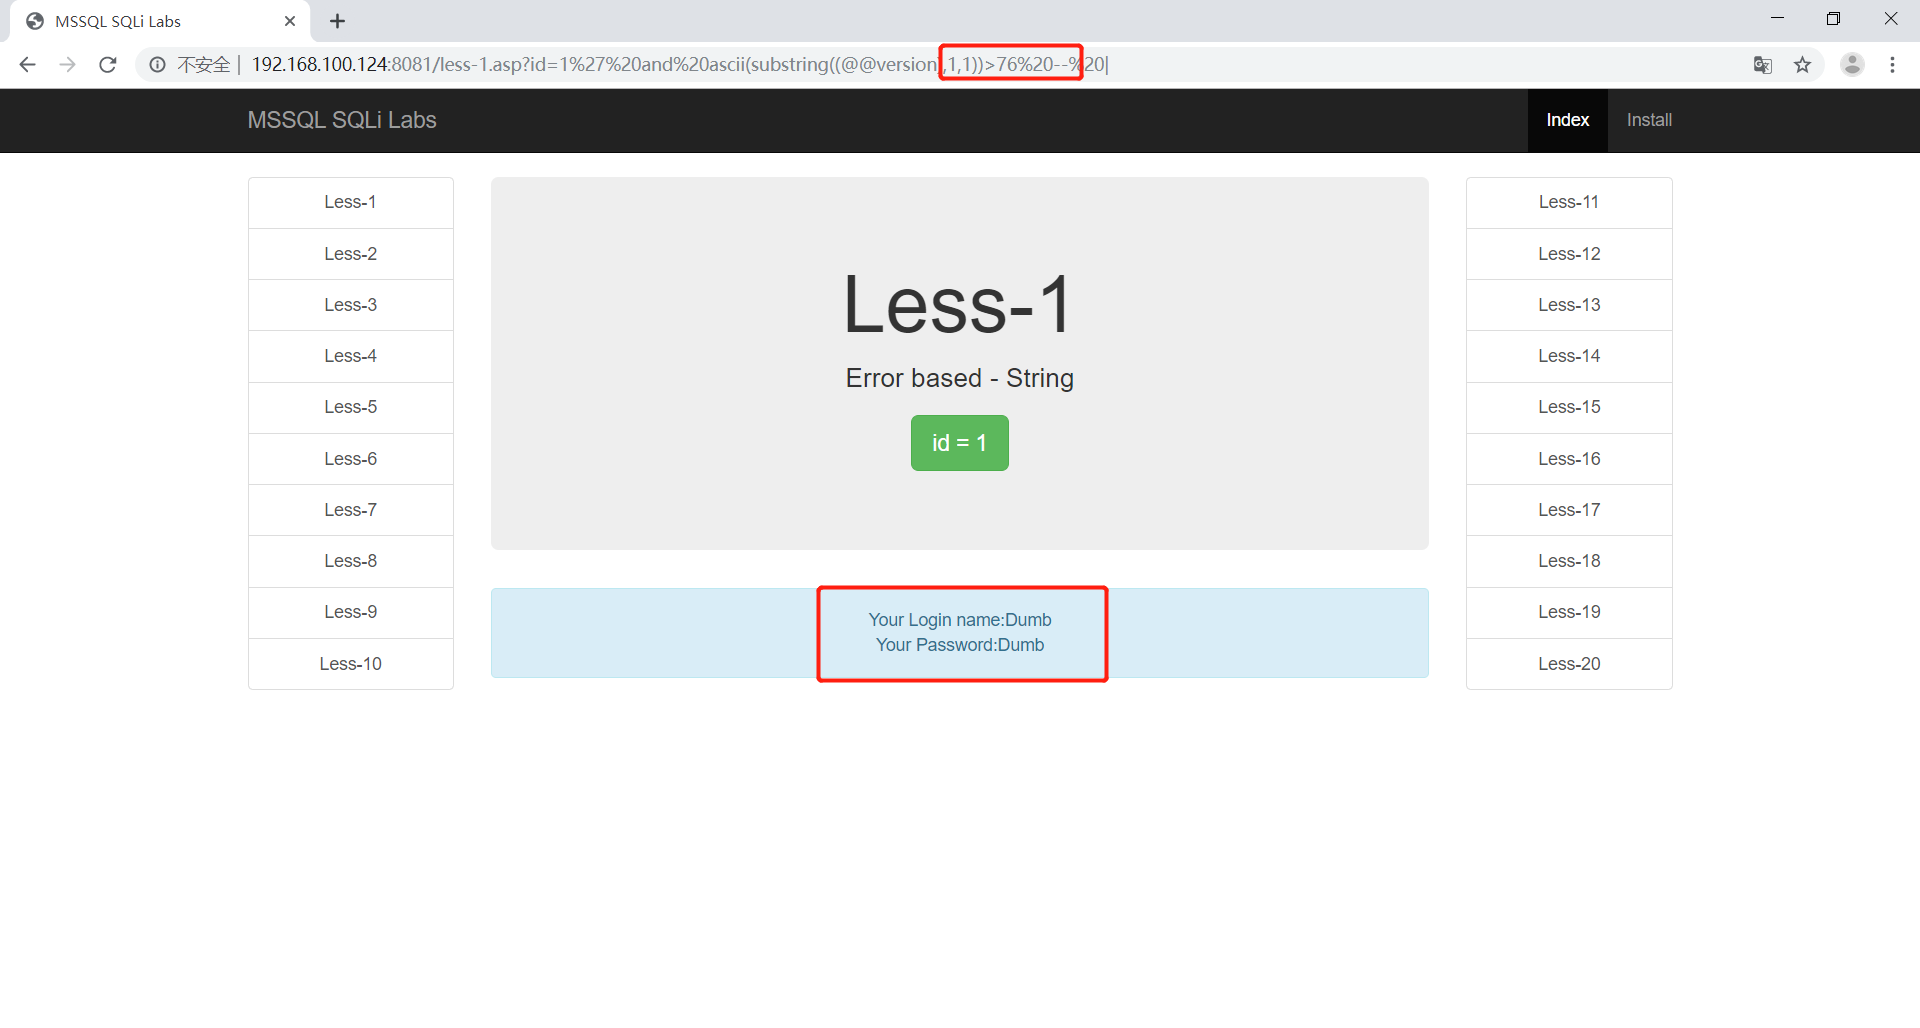 MSSQL SQLi Labs
不安全 | 192.168.100.124:8081/less-1.asp?id=1%27%20and%20ascii(substring((@@version),1,1))>76%20--%20
MSSQL SQLi Labs
Index
Install
Less-1
Less-2
Less-3
Less-4
Less-5
Less-6
Less-7
Less-8
Less-9
Less-10
Less-1
Error based - String
id = 1
Your Login name:Dumb
Your Password:Dumb
Less-11
Less-12
Less-13
Less-14
Less-15
Less-16
Less-17
Less-18
Less-19
Less-20